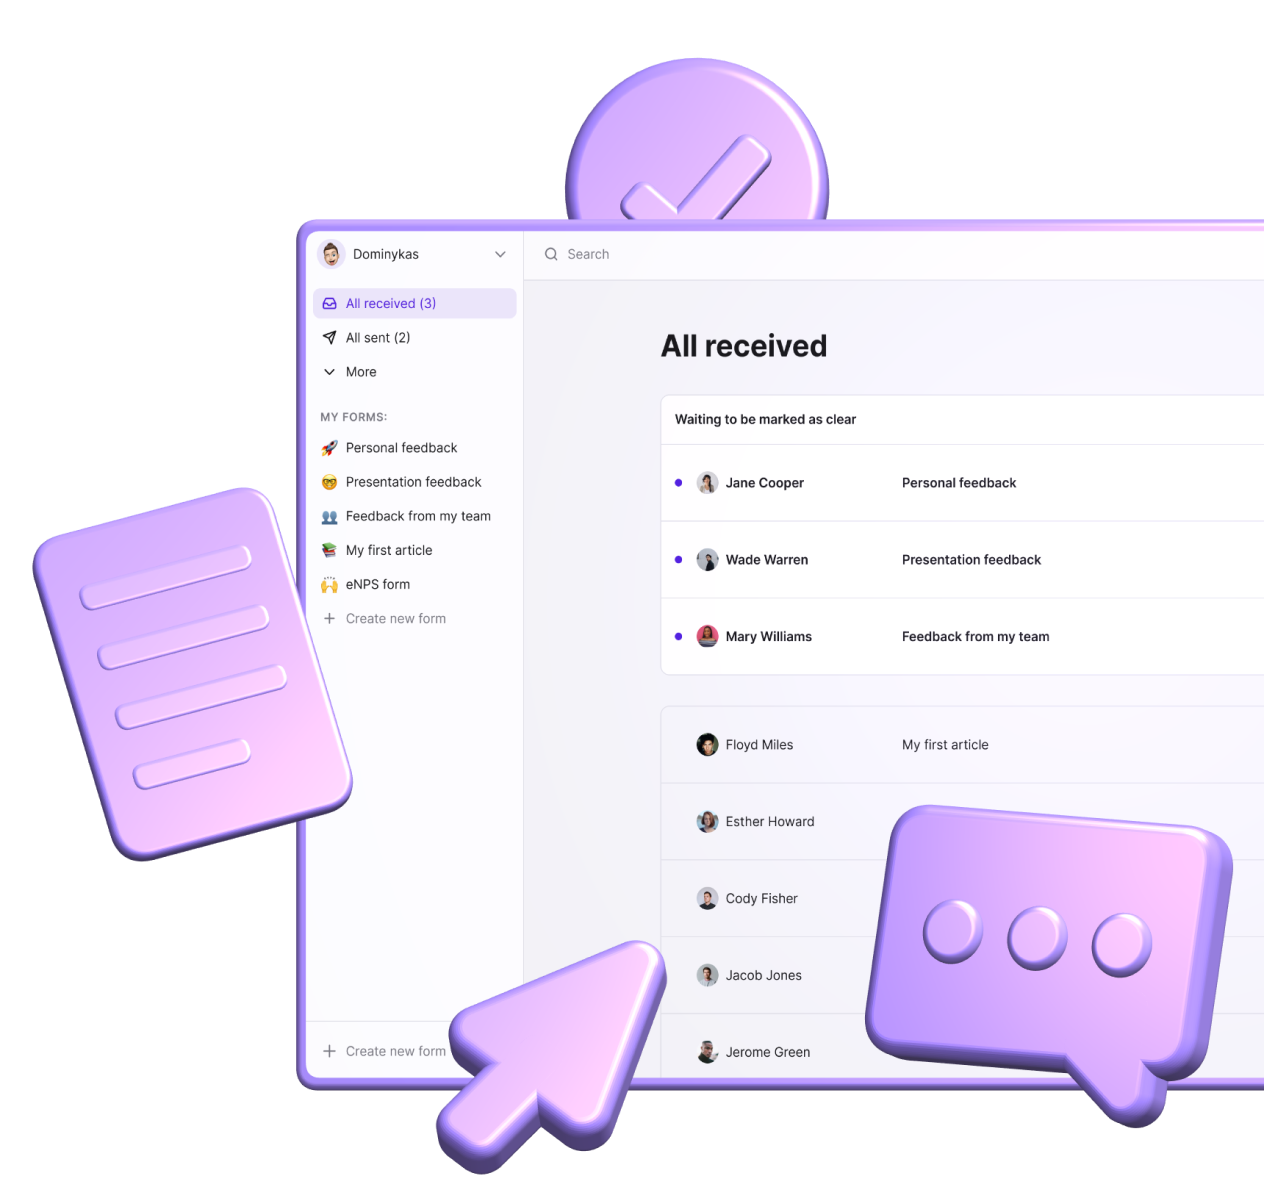 Dominykas
Search
All received (3)
All sent (2)
More
MY FORMS:
Personal feedback
Presentation feedback
Feedback from my team
My first article
eNPS form
Create new form
Create new form
All received
Waiting to be marked as clear
Jane Cooper Personal feedback
Wade Warren Presentation feedback
Mary Williams Feedback from my team
Floyd Miles My first article
Esther Howard
Cody Fisher
Jacob Jones
Jerome Green